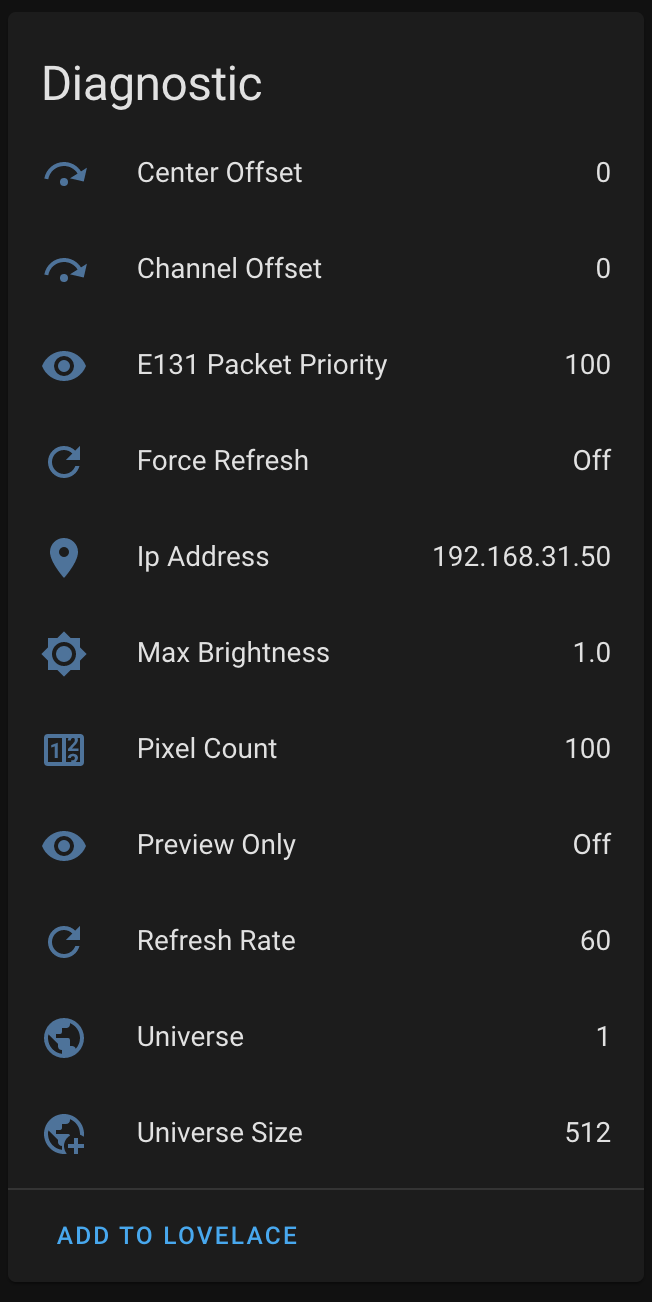 Diagnostic
Center Offset 0
Channel Offset 0
E131 Packet Priority 100
Force Refresh Off
Ip Address 192.168.31.50
Max Brightness 1.0
Pixel Count 100
Preview Only Off
Refresh Rate 60
Universe 1
Universe Size 512
ADD TO LOVELACE